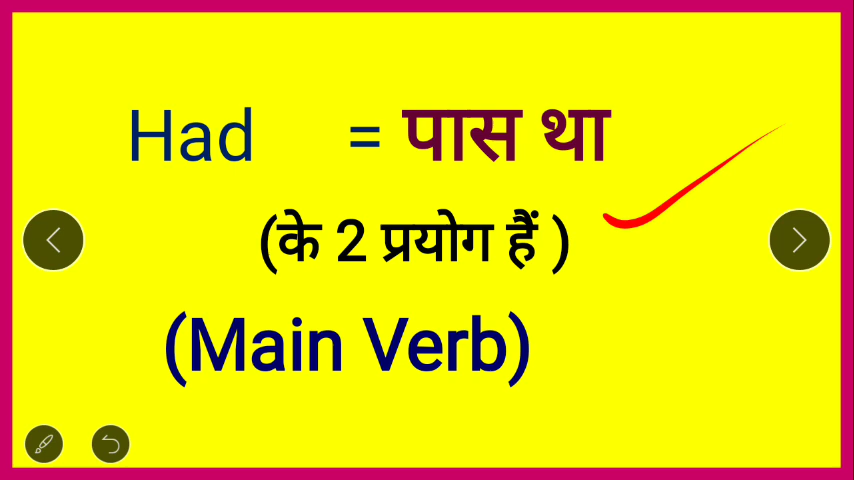 Had = पास था
(के 2 प्रयोग हैं )
(Main Verb)